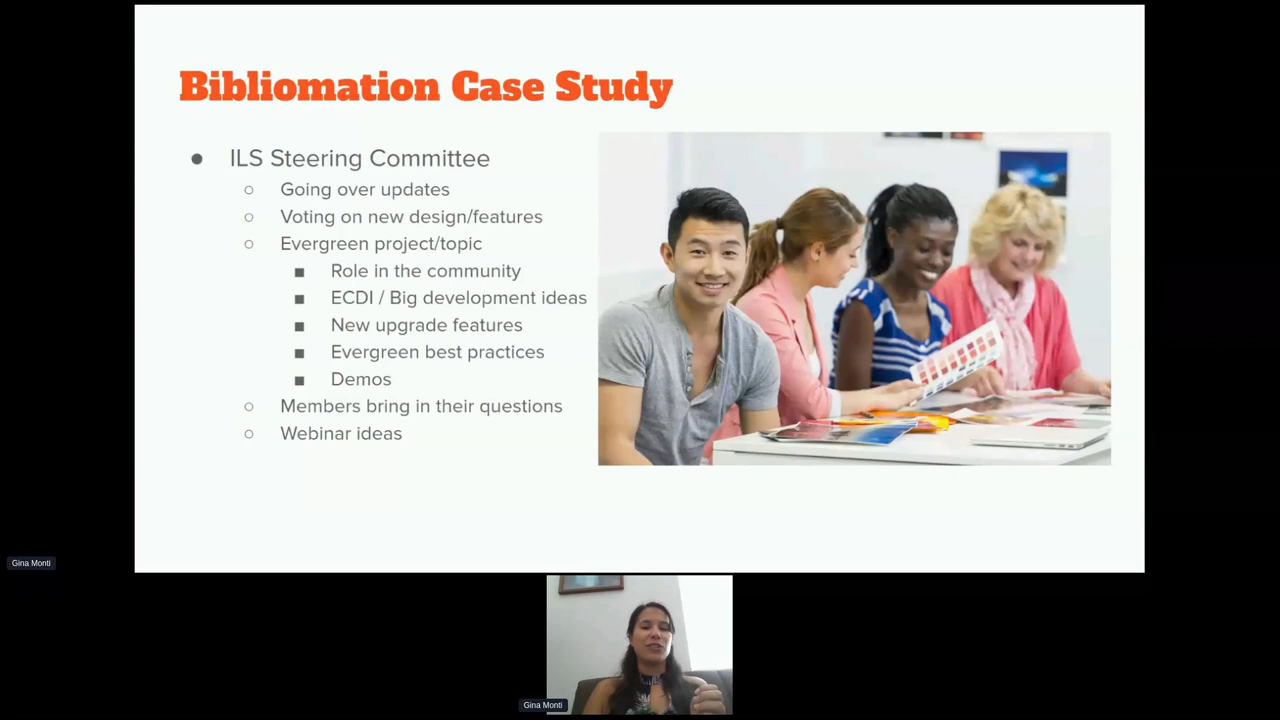 Bibliomation Case Study
ILS Steering Committee
Going over updates
Voting on new design/features
Evergreen project/topic
Role in the community
ECDI / Big development ideas
New upgrade features
Evergreen best practices
Demos
Members bring in their questions
Webinar ideas
Gina Monti
Gina Monti